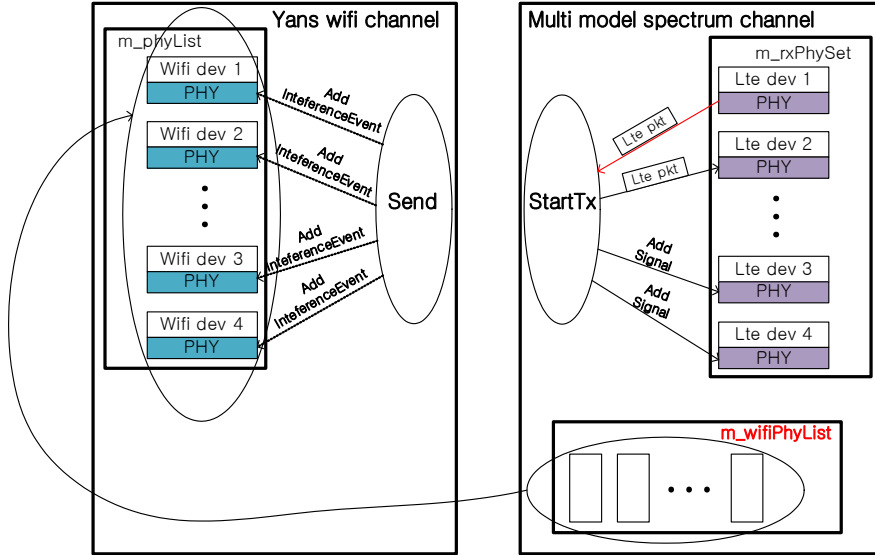 Yans wifi channel
m_phyList
Wifi dev 1
PHY
Wifi dev 2
PHY
Wifi dev 3
PHY
Wifi dev 4
PHY
Add
InteferenceEvent
Add
InteferenceEvent
Add
InteferenceEvent
Add
InteferenceEvent
Send
Multi model spectrum channel
m_rxPhySet
Lte dev 1
PHY
Lte dev 2
PHY
Lte dev 3
PHY
Lte dev 4
PHY
Lte pkt
Lte pkt
StartTx
Add
Signal
Add
Signal
m_wifiPhyList